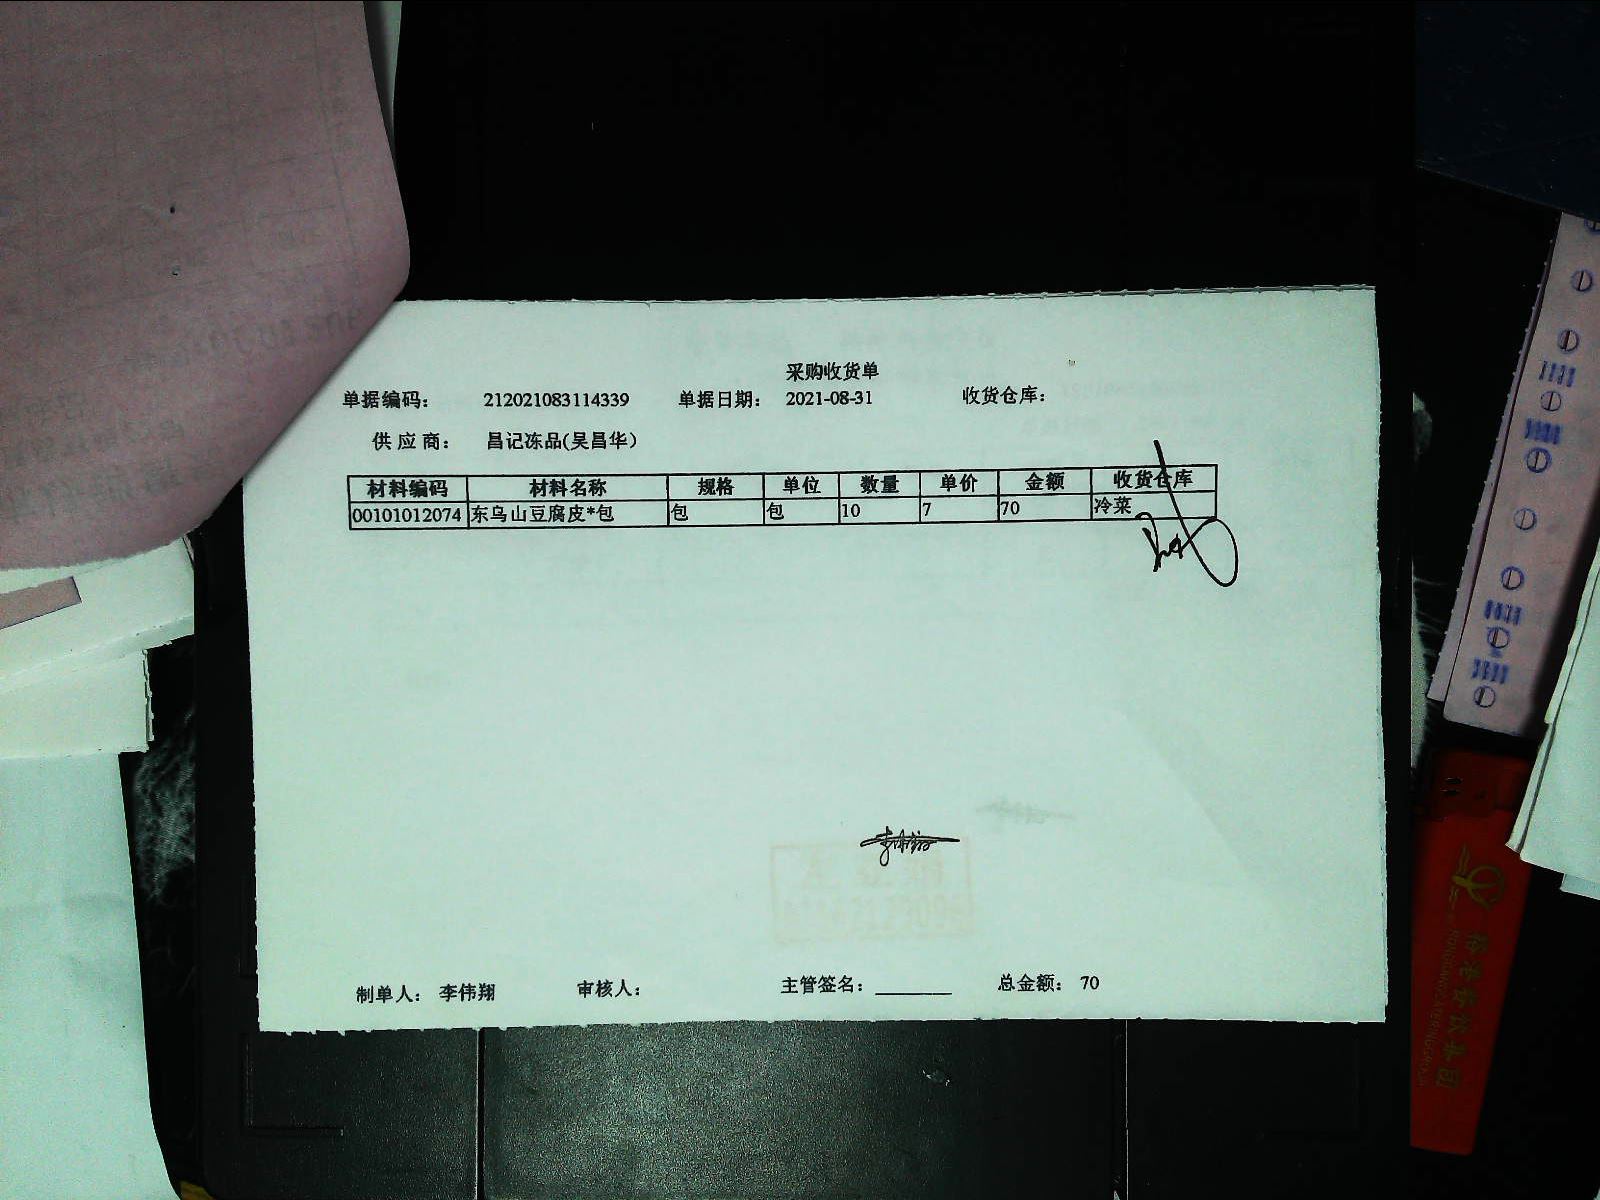 采购收货单
单据编码： 212021083114339 单据日期： 2021-08-31 收货仓库：
供应商： 昌记冻品(吴昌华)
材料编码 材料名称 规格 单位 数量 单价 金额 收货仓库
00101012074 东乌山豆腐皮*包 包 包 10 7 70 冷菜
制单人： 李伟翔 审核人： 主管签名：______ 总金额： 70